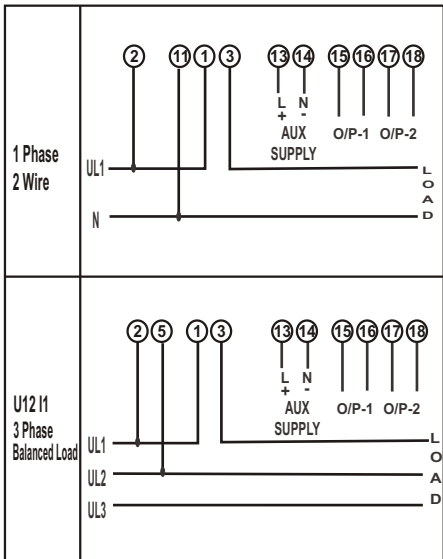 2 11 1 3 13 14 15 16 17 18
L N
+ -
AUX O/P-1 O/P-2
SUPPLY
1 Phase
2 Wire
UL1
N
LOAD
2 5 1 3 13 14 15 16 17 18
L N
+ -
AUX O/P-1 O/P-2
SUPPLY
U12 I1
3 Phase
Balanced Load
UL1
UL2
UL3
LOAD